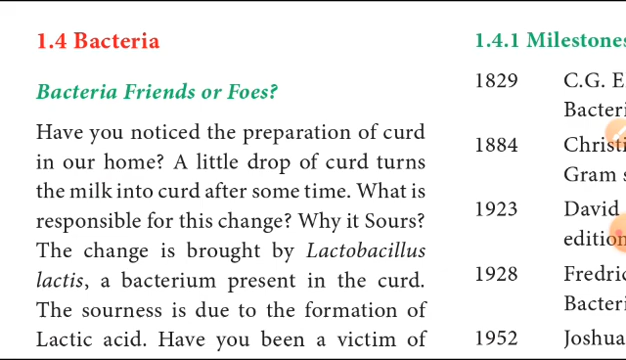 1.4 Bacteria
Bacteria Friends or Foes?
Have you noticed the preparation of curd
in our home? A little drop of curd turns
the milk into curd after some time. What is
responsible for this change? Why it Sours?
The change is brought by Lactobacillus
lactis, a bacterium present in the curd.
The sourness is due to the formation of
Lactic acid. Have you been a victim of
1.4.1 Milestones
1829 C.G. E
Bacteri
1884 Christi
Gram s
1923 David
edition
1928 Fredric
Bacteri
1952 Joshua